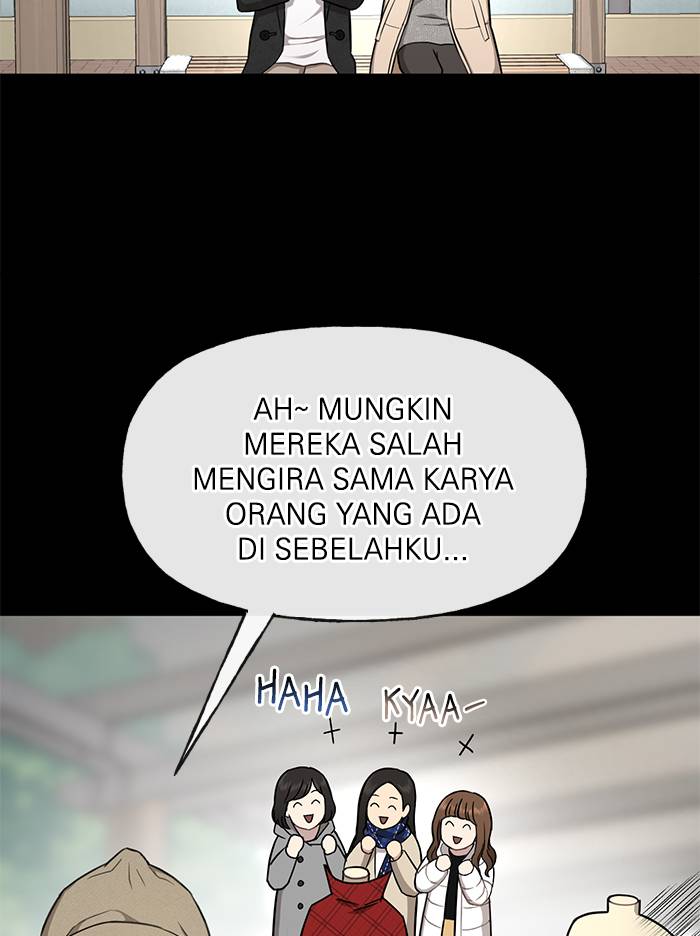 AH~ MUNGKIN
MEREKA SALAH
MENGIRA SAMA KARYA
ORANG YANG ADA
DI SEBELAHKU...
HAHA KYAA~